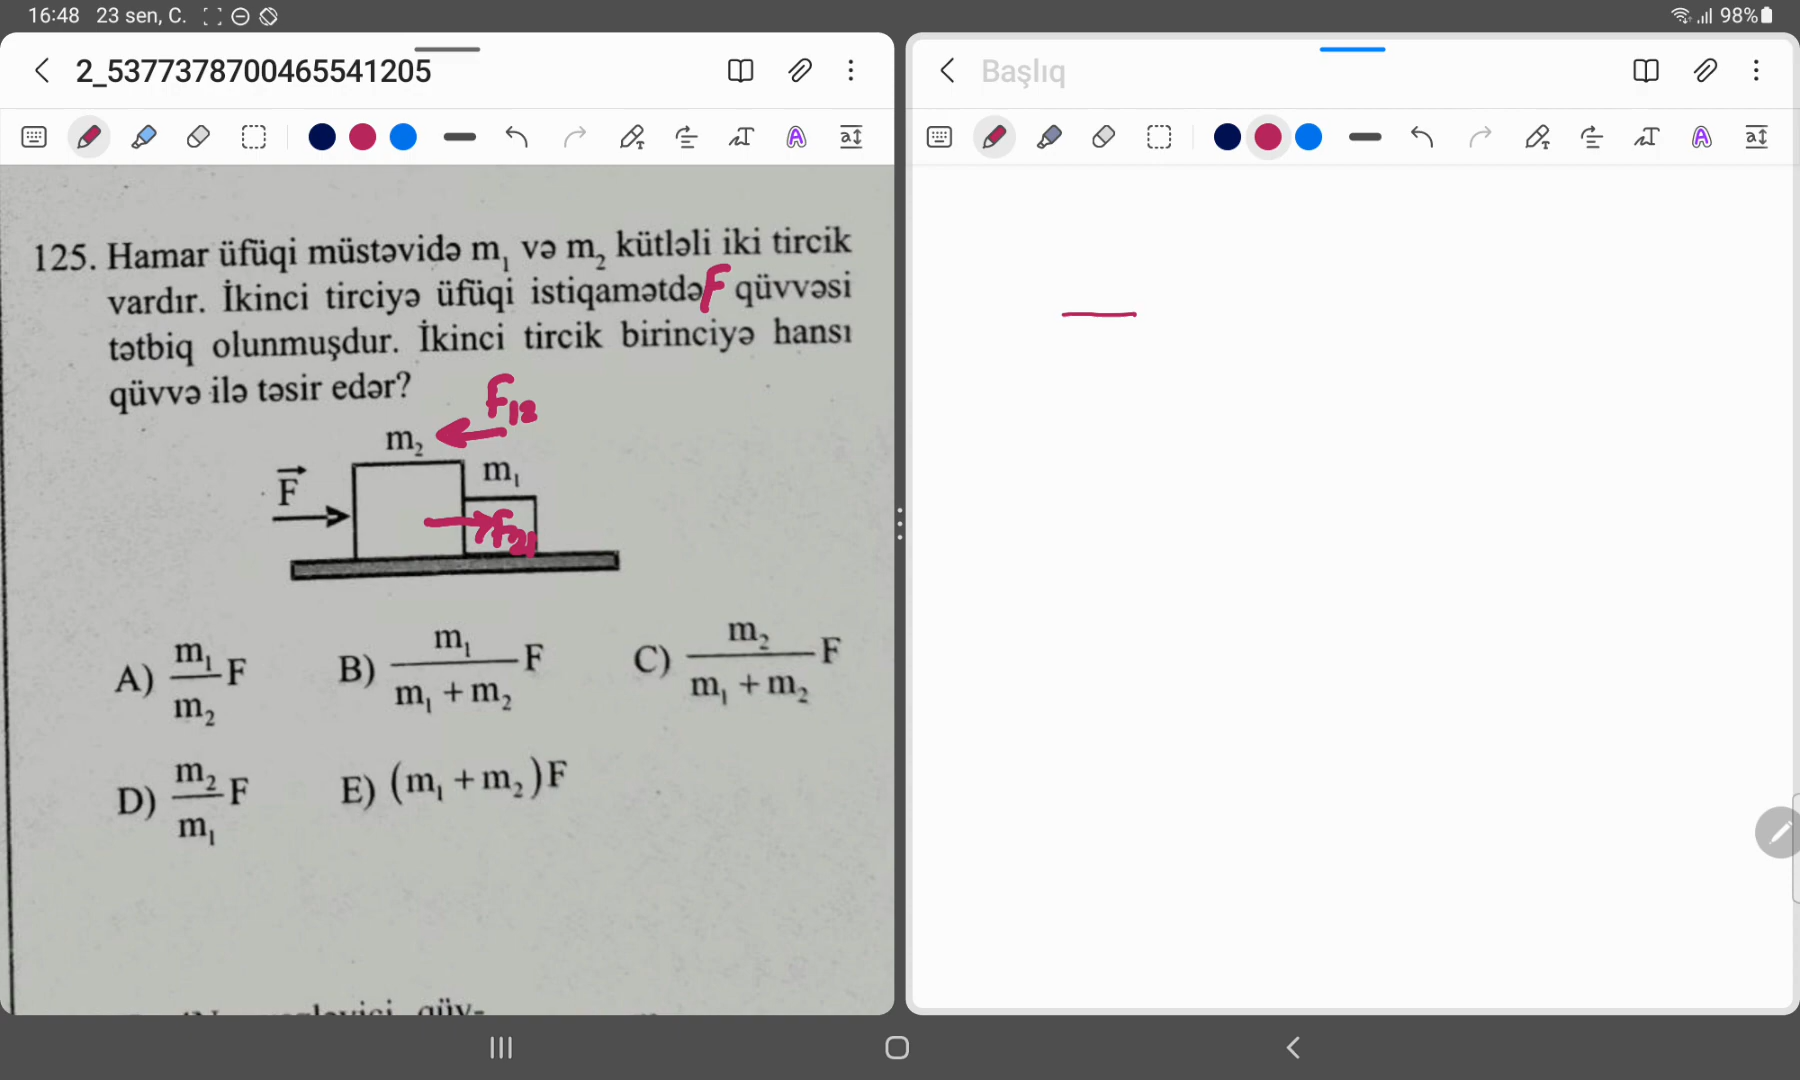 16:48 23 sen, C.
98%
2_5377378700465541205
Başlıq
125. Hamar üfüqi müstəvidə m₁ və m₂ kütləli iki tircik
vardır. İkinci tirciyə üfüqi istiqamətdə F qüvvəsi
tətbiq olunmuşdur. İkinci tircik birinciyə hansı
qüvvə ilə təsir edər?
F₁₂
m₂
m₁
F
F₂₁
A) m₁/m₂ F B) m₁/(m₁ + m₂) F C) m₂/(m₁ + m₂) F
D) m₂/m₁ F E) (m₁ + m₂)F
qüv-